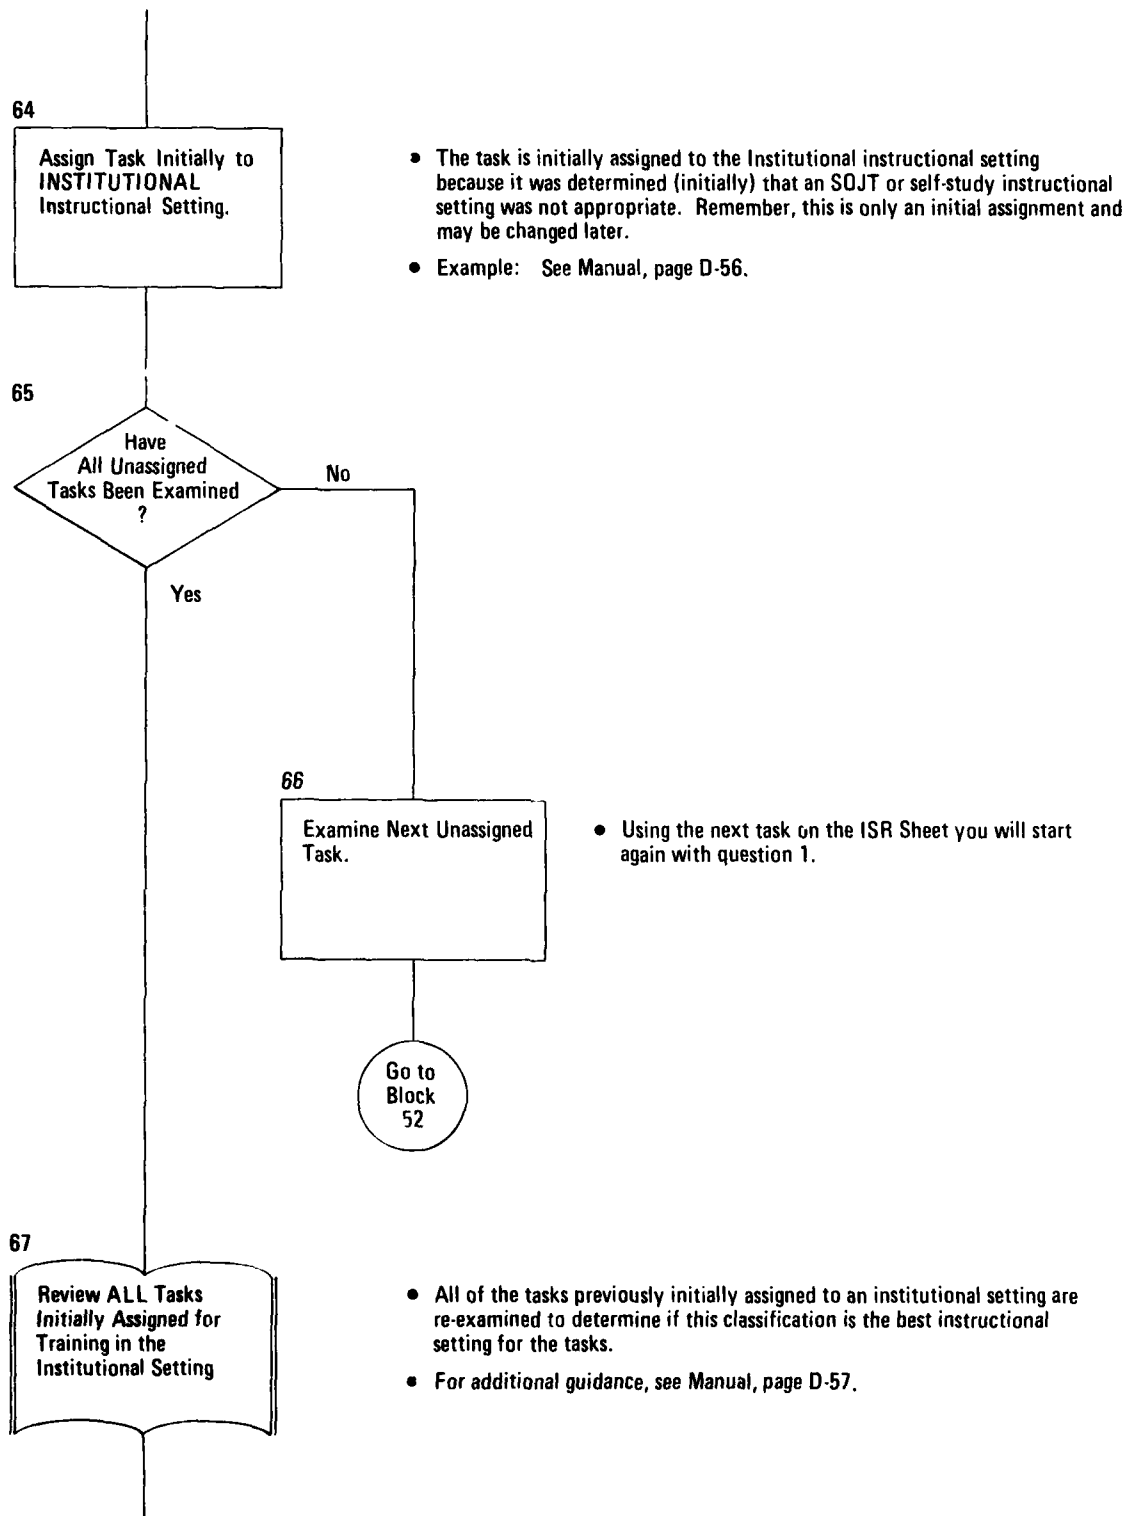 64
Assign Task Initially to
INSTITUTIONAL
Instructional Setting.
• The task is initially assigned to the Institutional instructional setting
because it was determined (initially) that an SOJT or self-study instructional
setting was not appropriate. Remember, this is only an initial assignment and
may be changed later.
• Example: See Manual, page D-56.
65
Have
All Unassigned
Tasks Been Examined
?
No
Yes
66
Examine Next Unassigned
Task.
• Using the next task on the ISR Sheet you will start
again with question 1.
Go to
Block
52
67
Review ALL Tasks
Initially Assigned for
Training in the
Institutional Setting
• All of the tasks previously initially assigned to an institutional setting are
re-examined to determine if this classification is the best instructional
setting for the tasks.
• For additional guidance, see Manual, page D-57.